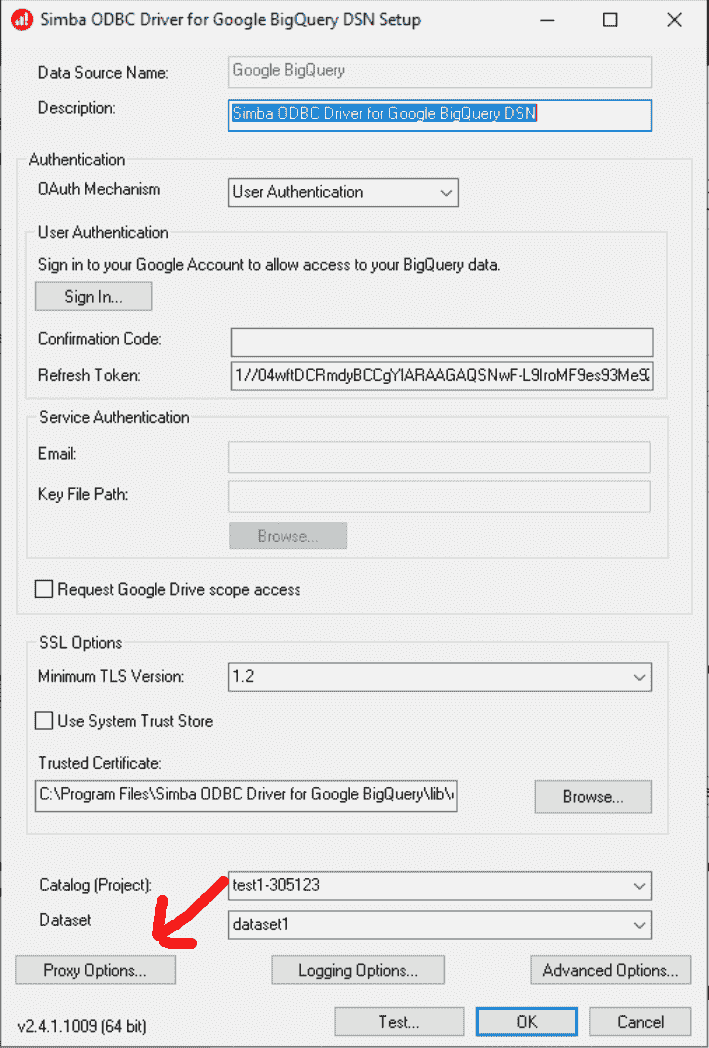 Simba ODBC Driver for Google BigQuery DSN Setup
Data Source Name: Google BigQuery
Description: Simba ODBC Driver for Google BigQuery DSN
Authentication
OAuth Mechanism User Authentication
User Authentication
Sign in to your Google Account to allow access to your BigQuery data.
Sign In...
Confirmation Code:
Refresh Token: 1//04wftDCRmdyBCCgYIARAAGAQSNwF-L9IroMF9es93Me9
Service Authentication
Email:
Key File Path:
Browse...
Request Google Drive scope access
SSL Options
Minimum TLS Version: 1.2
Use System Trust Store
Trusted Certificate:
C:\Program Files\Simba ODBC Driver for Google BigQuery\lib\ Browse...
Catalog (Project): test1-305123
Dataset dataset1
Proxy Options... Logging Options... Advanced Options...
v2.4.1.1009 (64 bit) Test... OK Cancel